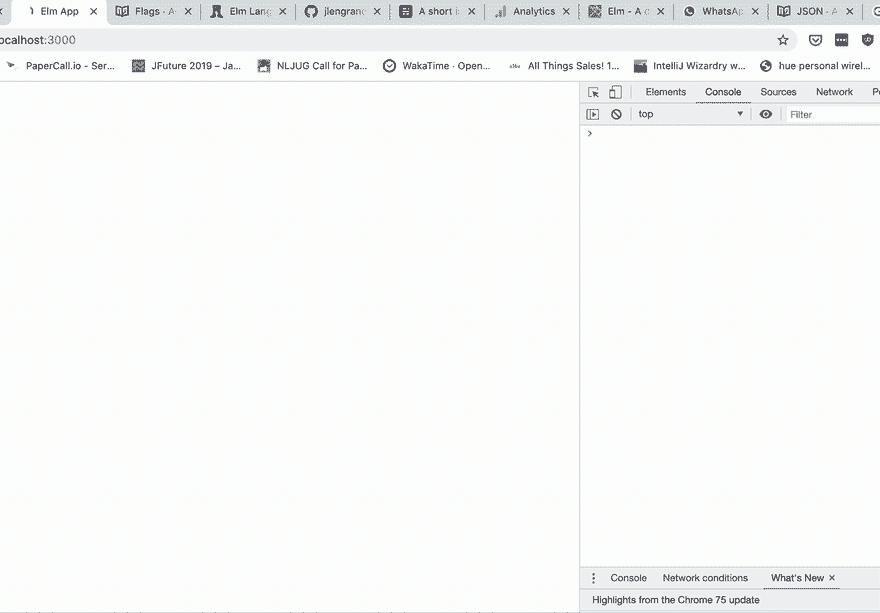 Elm App Flags - A Elm Lang jlengranc A short i Analytics Elm - A c WhatsAp JSON - A
ocalhost:3000
PaperCall.io - Ser... JFuture 2019 – Ja... NLJUG Call for Pa... WakaTime · Open... All Things Sales! 1... IntelliJ Wizardry w... hue personal wirel...
Elements Console Sources Network Pe
top Filter
Console Network conditions What's New
Highlights from the Chrome 75 update